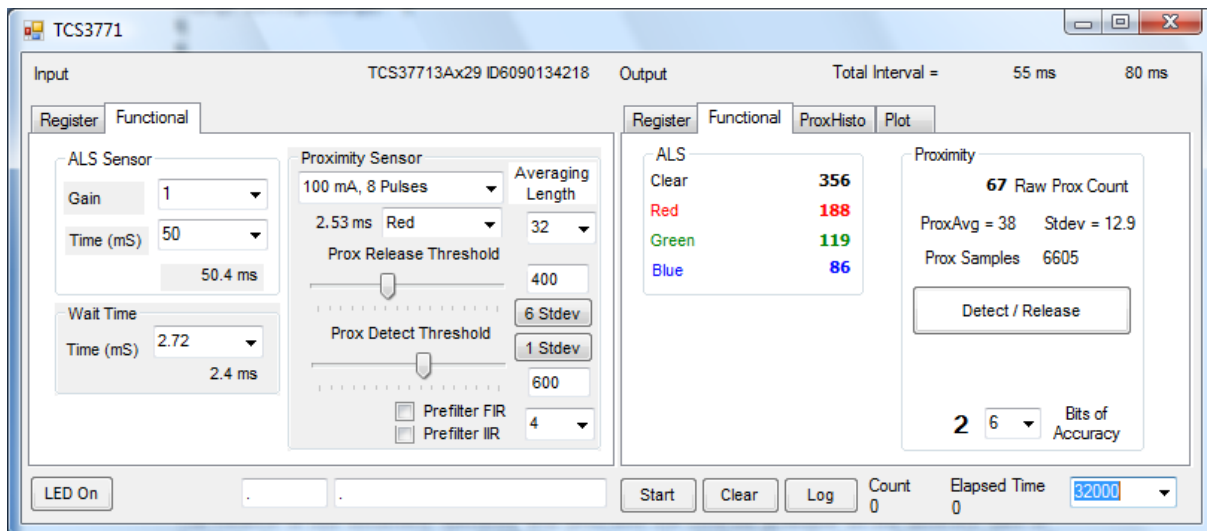 TCS3771
Input
TCS37713Ax29 ID6090134218
Output
Total Interval =
55 ms
80 ms
Register
Functional
ALS Sensor
Gain
1
Time (mS)
50
50.4 ms
Wait Time
Time (mS)
2.72
2.4 ms
Proximity Sensor
100 mA, 8 Pulses
Averaging
Length
2.53 ms
Red
32
Prox Release Threshold
400
6 Stdev
Prox Detect Threshold
1 Stdev
600
Prefilter FIR
Prefilter IIR
4
Register
Functional
ProxHisto
Plot
ALS
Clear 356
Red 188
Green 119
Blue 86
Proximity
67 Raw Prox Count
ProxAvg = 38 Stdev = 12.9
Prox Samples 6605
Detect / Release
2
6
Bits of
Accuracy
LED On
.
.
Start
Clear
Log
Count
0
Elapsed Time
0
32000